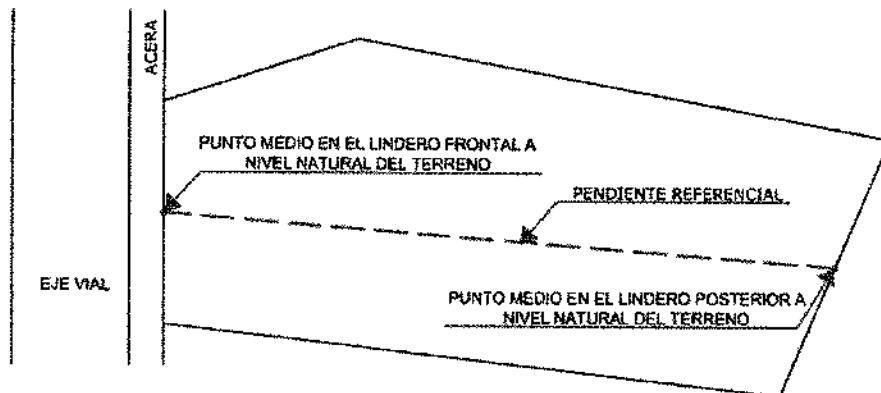 ACERA
PUNTO MEDIO EN EL LINDERO FRONTAL A
NIVEL NATURAL DEL TERRENO
PENDIENTE REFERENCIAL
EJE VIAL
PUNTO MEDIO EN EL LINDERO POSTERIOR A
NIVEL NATURAL DEL TERRENO